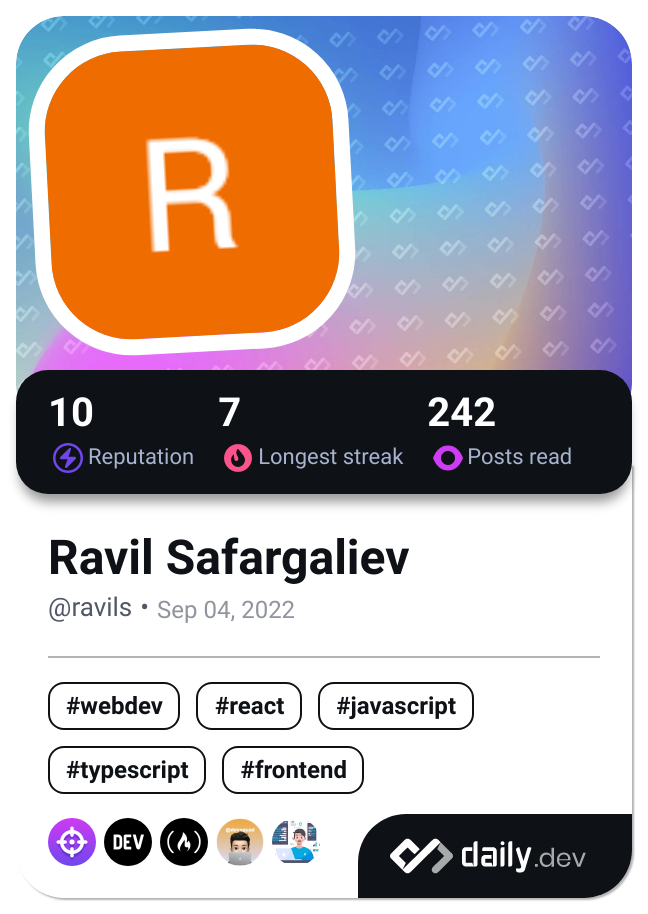 R
10 7 242
Reputation Longest streak Posts read
Ravil Safargaliev
@ravils • Sep 04, 2022
#webdev #react #javascript
#typescript #frontend
DEV
daily.dev